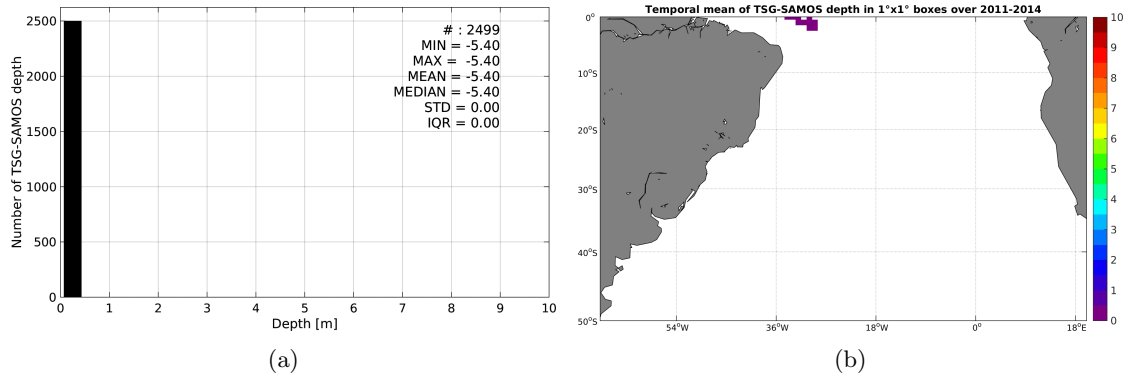 # : 2499
MIN = -5.40
MAX = -5.40
MEAN = -5.40
MEDIAN = -5.40
STD = 0.00
IQR = 0.00
Number of TSG-SAMOS depth
2500
2000
1500
1000
500
0
0 1 2 3 4 5 6 7 8 9 10
Depth [m]
(a)
Temporal mean of TSG-SAMOS depth in 1°x1° boxes over 2011-2014
0°
10°S
20°S
30°S
40°S
50°S
54°W 36°W 18°W 0° 18°E
10
9
8
7
6
5
4
3
2
1
0
(b)